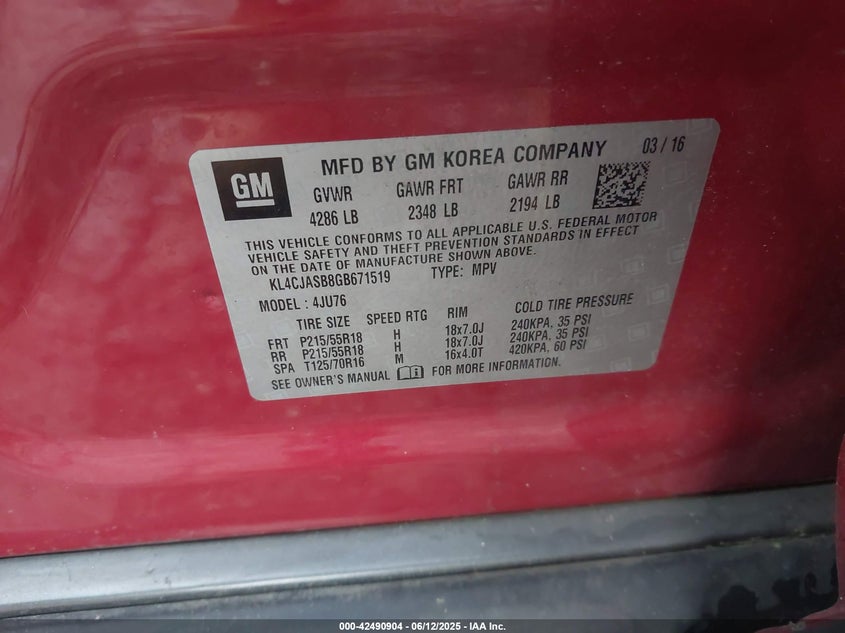 GM
MFD BY GM KOREA COMPANY 03 / 16
GVWR GAWR FRT GAWR RR
4286 LB 2348 LB 2194 LB
THIS VEHICLE CONFORMS TO ALL APPLICABLE U.S. FEDERAL MOTOR
VEHICLE SAFETY AND THEFT PREVENTION STANDARDS IN EFFECT
ON THE DATE OF MANUFACTURE SHOWN ABOVE.
KL4CJASB8GB671519 TYPE: MPV
MODEL: 4JU76
TIRE SIZE SPEED RTG RIM COLD TIRE PRESSURE
FRT P215/55R18 H 18x7.0J 240KPA, 35 PSI
RR P215/55R18 H 18x7.0J 240KPA, 35 PSI
SPA T125/70R16 M 16x4.0T 420KPA, 60 PSI
SEE OWNER'S MANUAL FOR MORE INFORMATION.
000-42490904 - 06/12/2025 - IAA Inc.